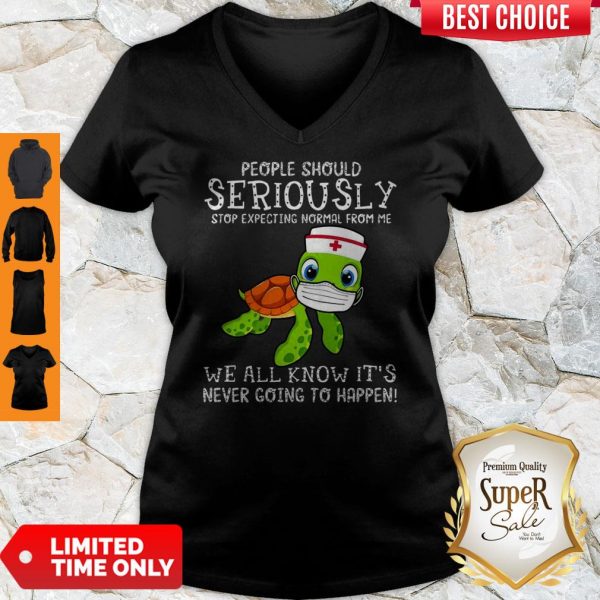 BEST CHOICE
PEOPLE SHOULD
SERIOUSLY
STOP EXPECTING NORMAL FROM ME
WE ALL KNOW IT'S
NEVER GOING TO HAPPEN!
Premium Quality
SUPER
Sale
You Don't
Want to Miss!
LIMITED
TIME ONLY